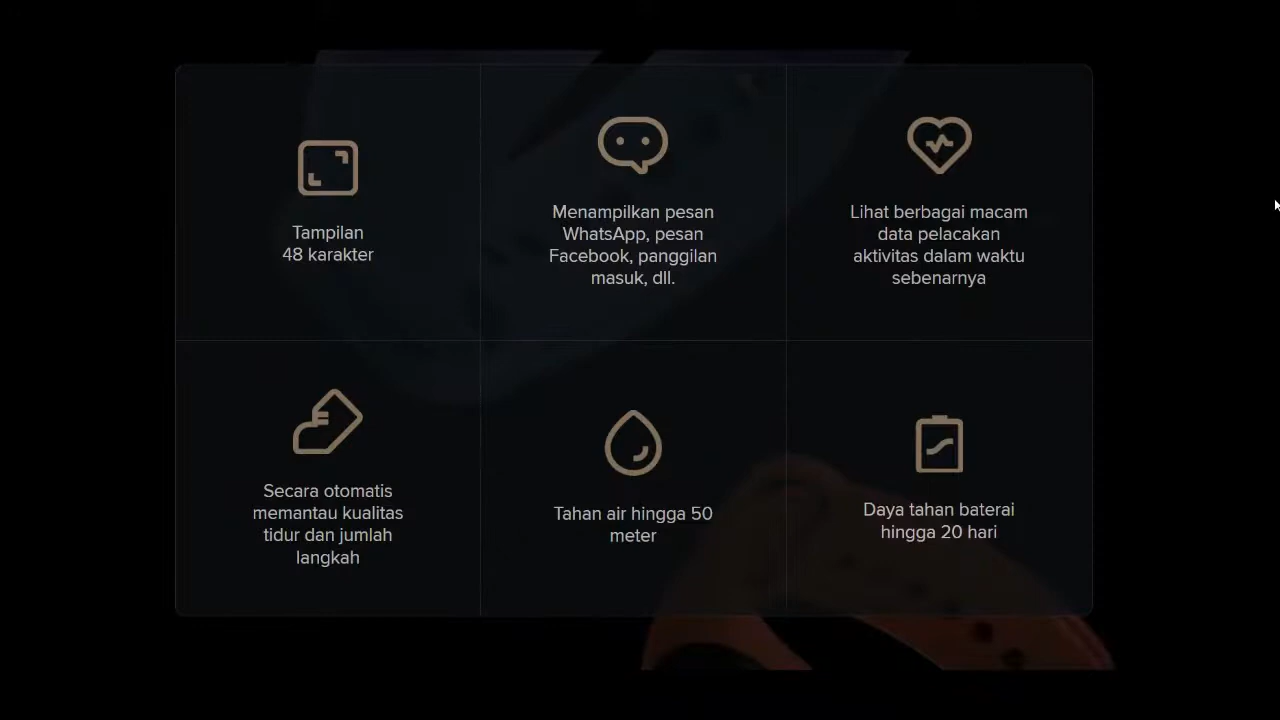 Tampilan
48 karakter
Menampilkan pesan
WhatsApp, pesan
Facebook, panggilan
masuk, dll.
Lihat berbagai macam
data pelacakan
aktivitas dalam waktu
sebenarnya
Secara otomatis
memantau kualitas
tidur dan jumlah
langkah
Tahan air hingga 50
meter
Daya tahan baterai
hingga 20 hari